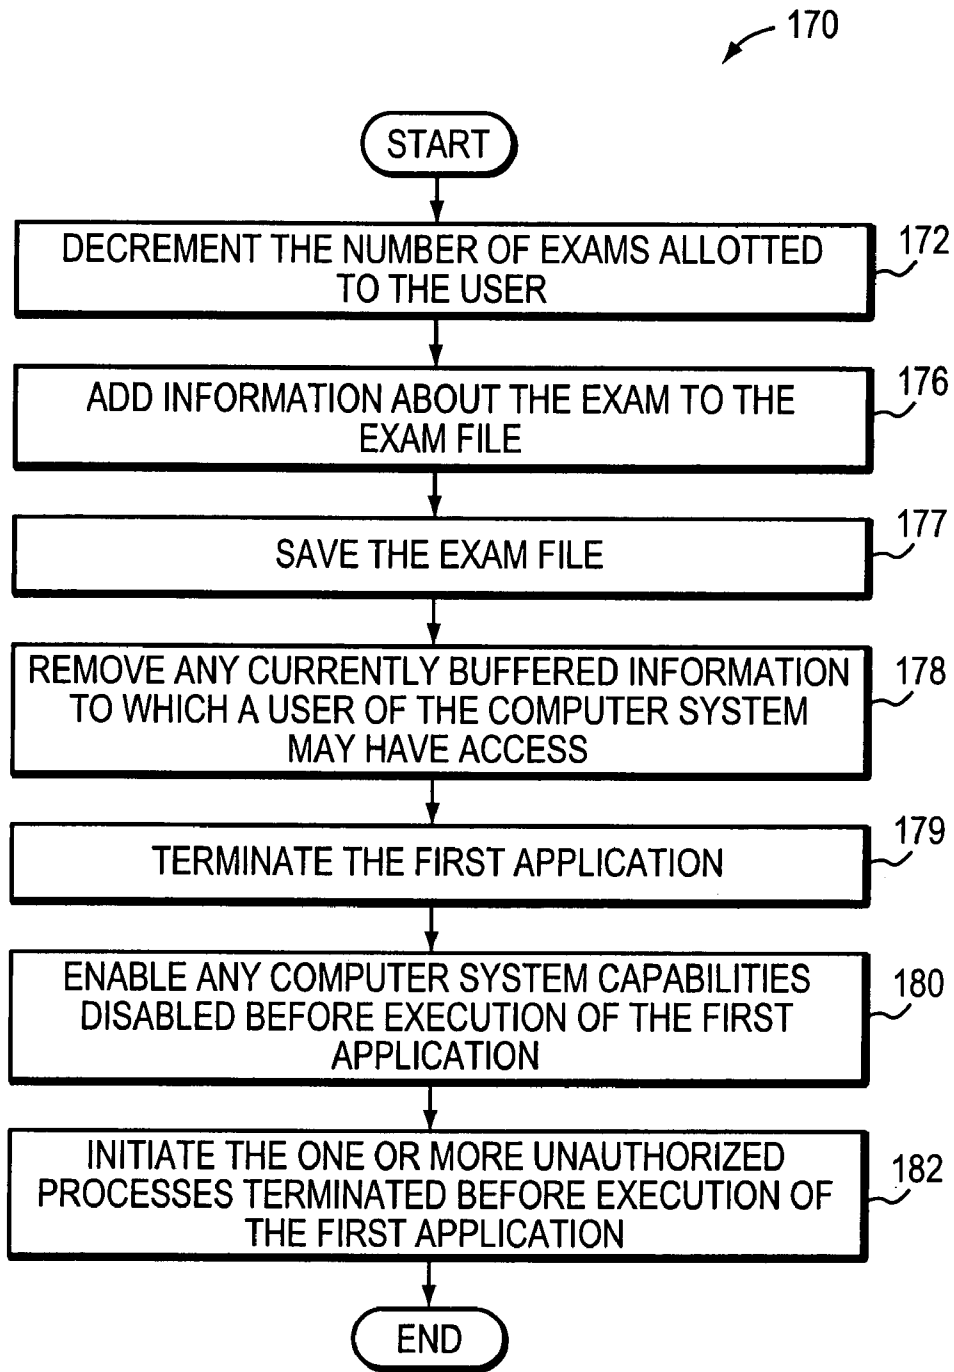 170
START
DECREMENT THE NUMBER OF EXAMS ALLOTTED
TO THE USER
172
ADD INFORMATION ABOUT THE EXAM TO THE
EXAM FILE
176
SAVE THE EXAM FILE
177
REMOVE ANY CURRENTLY BUFFERED INFORMATION
TO WHICH A USER OF THE COMPUTER SYSTEM
MAY HAVE ACCESS
178
TERMINATE THE FIRST APPLICATION
179
ENABLE ANY COMPUTER SYSTEM CAPABILITIES
DISABLED BEFORE EXECUTION OF THE FIRST
APPLICATION
180
INITIATE THE ONE OR MORE UNAUTHORIZED
PROCESSES TERMINATED BEFORE EXECUTION OF
THE FIRST APPLICATION
182
END